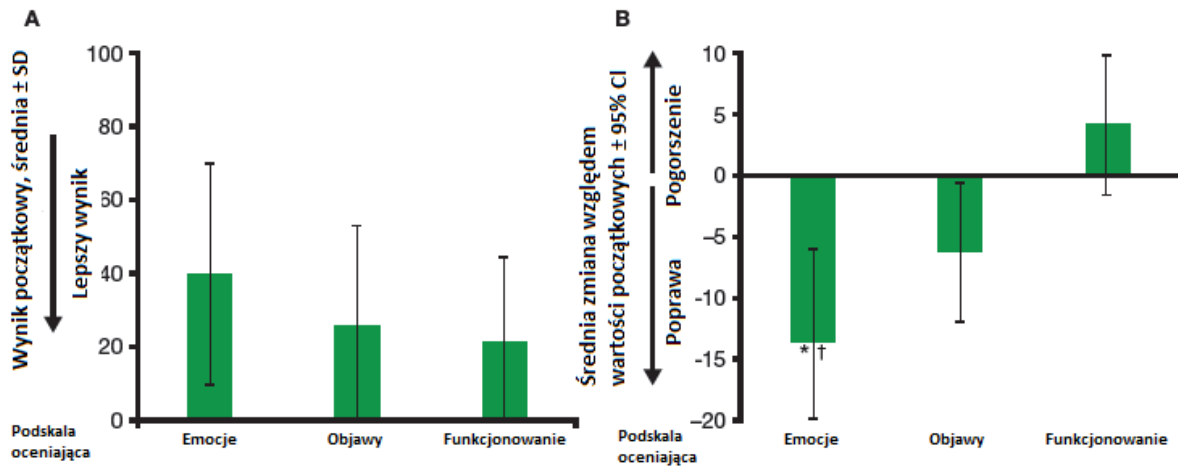 A
Wynik początkowy, średnia ± SD
Lepszy wynik
100
80
60
40
20
0
Podskala
oceniająca
Emocje
Objawy
Funkcjonowanie
B
Średnia zmiana względem
wartości początkowych ± 95% CI
Pogorszenie
Poprawa
10
5
0
–5
-10
-15
–20
* †
Podskala
oceniająca
Emocje
Objawy
Funkcjonowanie